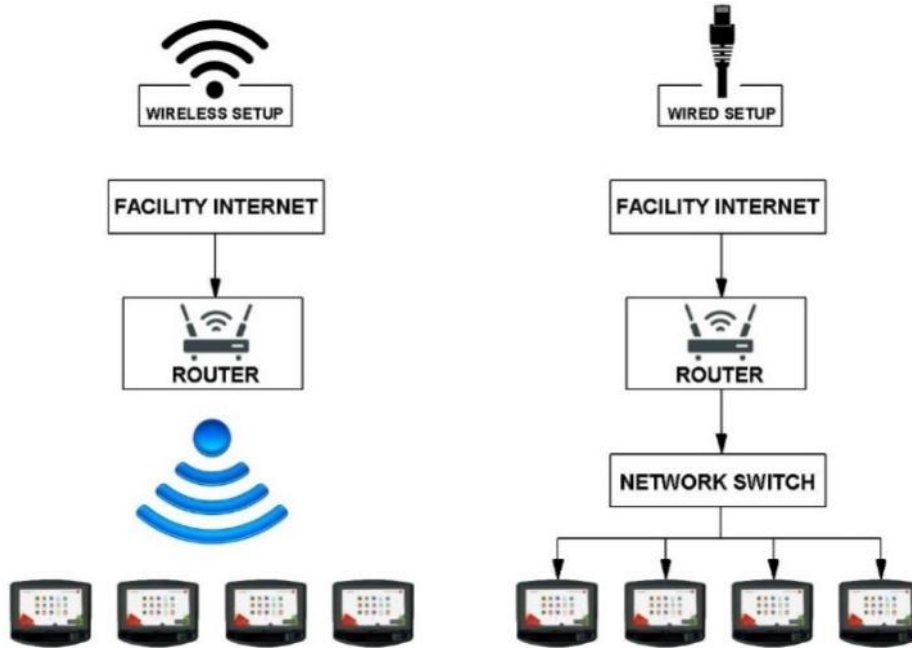 WIRELESS SETUP
WIRED SETUP
FACILITY INTERNET
FACILITY INTERNET
ROUTER
ROUTER
NETWORK SWITCH